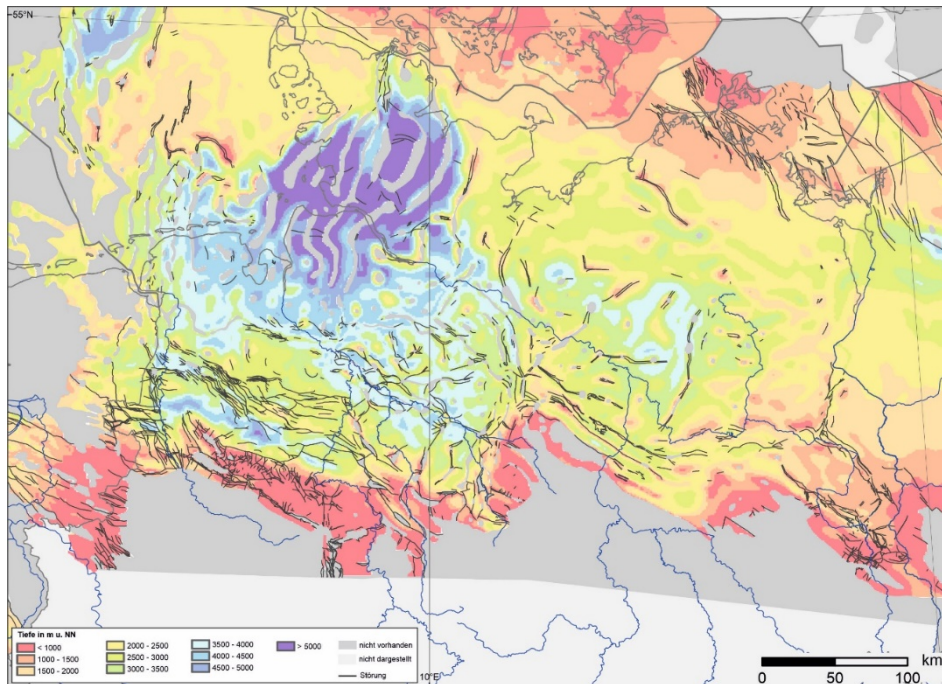 55°N
Tiefe in m u. NN
< 1000
1000 - 1500
1500 - 2000
2000 - 2500
2500 - 3000
3000 - 3500
3500 - 4000
4000 - 4500
4500 - 5000
> 5000
nicht vorhanden
nicht dargestellt
Störung
10°E
km
0 50 100